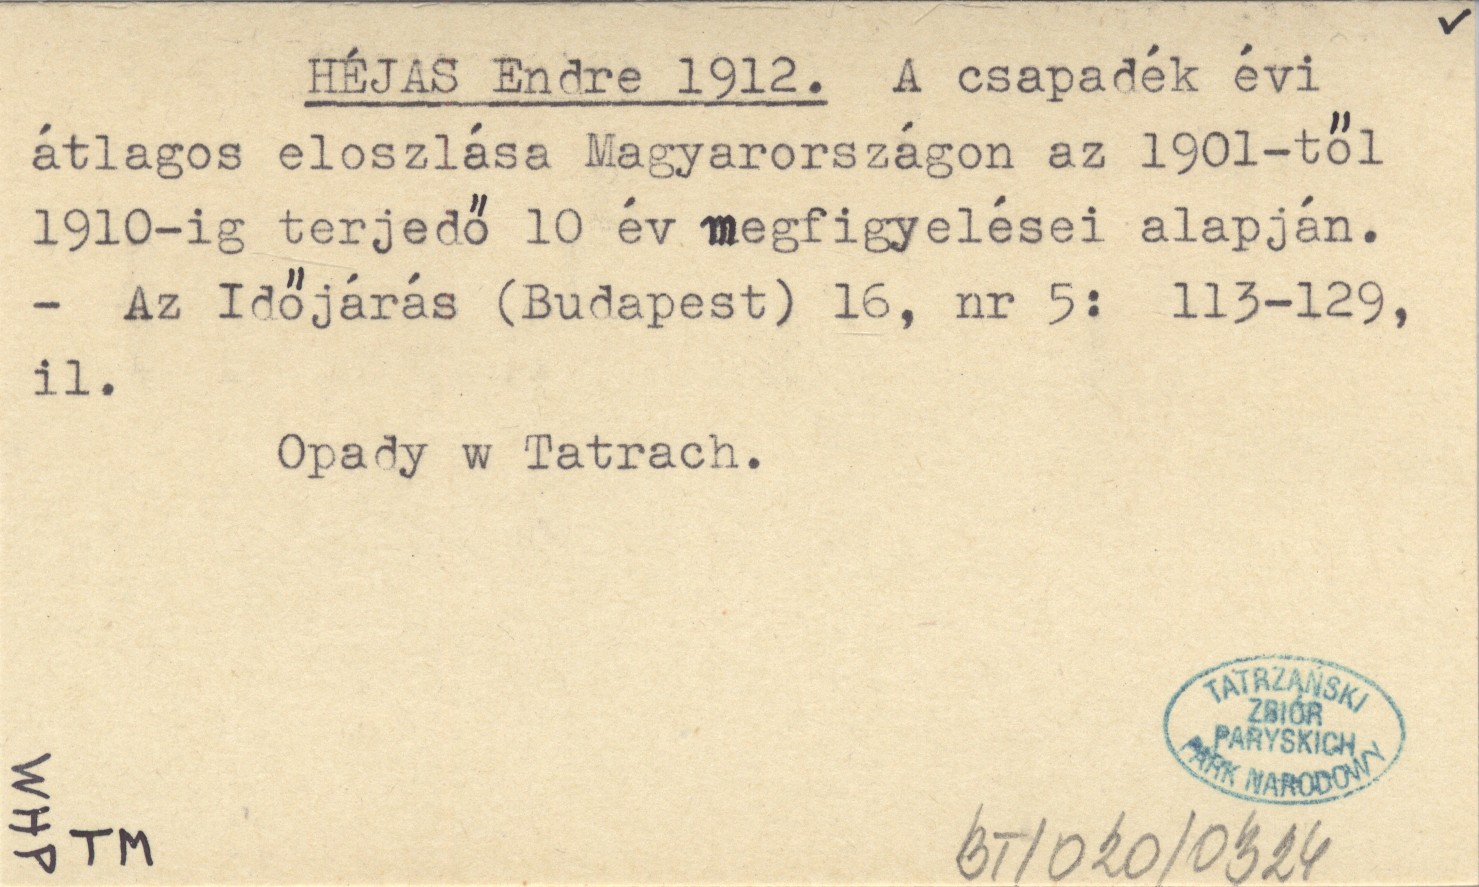 ✓
HÉJAS Endre 1912. A csapadék évi
átlagos eloszlása Magyarországon az 1901-től
1910-ig terjedő 10 év megfigyelései alapján.
- Az Időjárás (Budapest) 16, nr 5: 113-129,
il.
Opady w Tatrach.
TATRZAŃSKI
ZBIÓR
PARYSKICH
PARK NARODOWY
WHP
TM
BT/020/0324